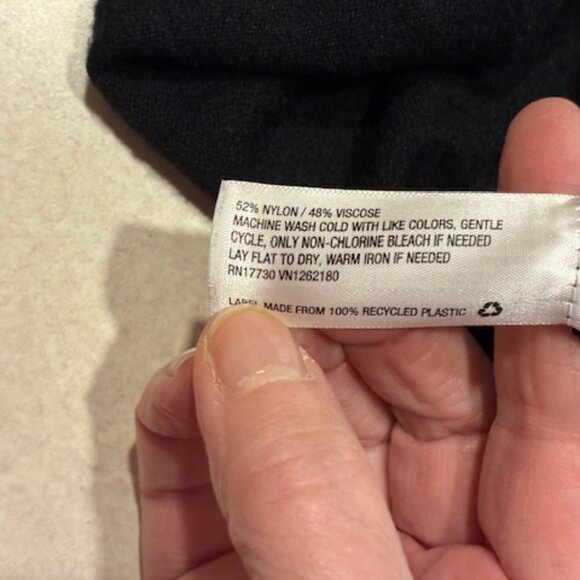 52% NYLON / 48% VISCOSE
MACHINE WASH COLD WITH LIKE COLORS, GENTLE
CYCLE, ONLY NON-CHLORINE BLEACH IF NEEDED
LAY FLAT TO DRY, WARM IRON IF NEEDED
RN17730 VN1262180
LABEL MADE FROM 100% RECYCLED PLASTIC